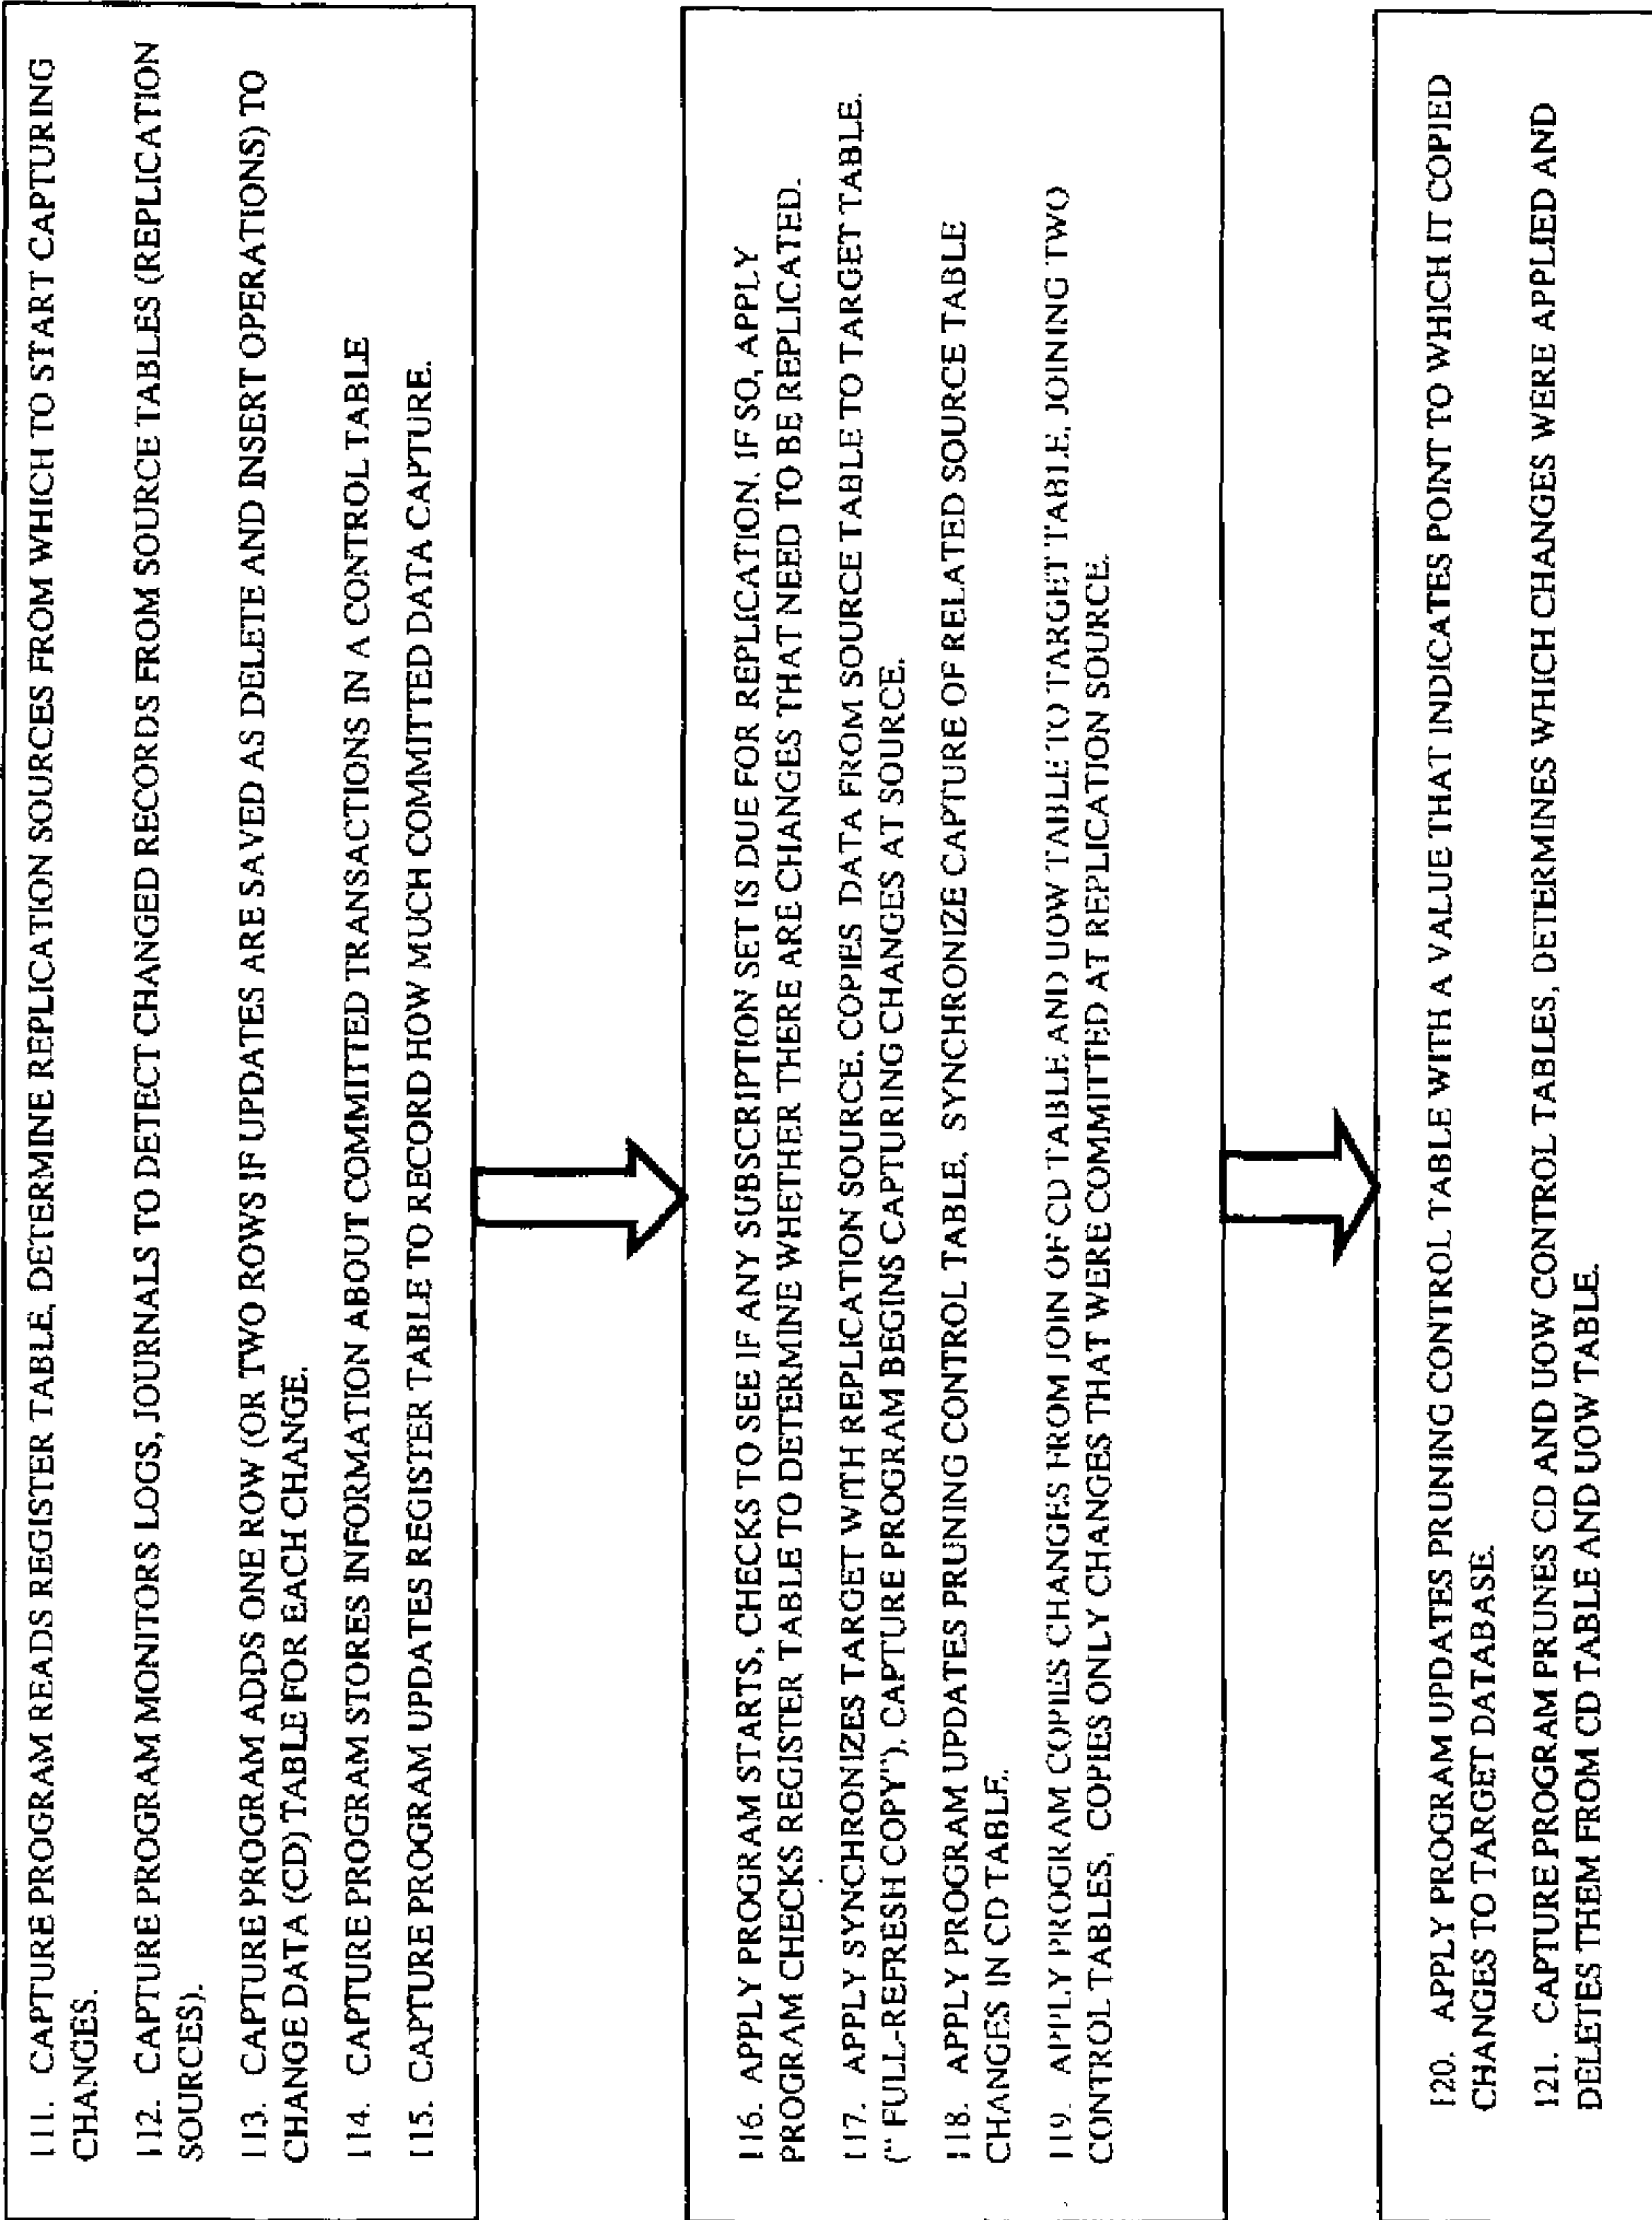 111. CAPTURE PROGRAM READS REGISTER TABLE, DETERMINE REPLICATION SOURCES FROM WHICH TO START CAPTURING
CHANGES.
112. CAPTURE PROGRAM MONITORS LOGS, JOURNALS TO DETECT CHANGED RECORDS FROM SOURCE TABLES (REPLICATION
SOURCES).
113. CAPTURE PROGRAM ADDS ONE ROW (OR TWO ROWS IF UPDATES ARE SAVED AS DELETE AND INSERT OPERATIONS) TO
CHANGE DATA (CD) TABLE FOR EACH CHANGE.
114. CAPTURE PROGRAM STORES INFORMATION ABOUT COMMITTED TRANSACTIONS IN A CONTROL TABLE
115. CAPTURE PROGRAM UPDATES REGISTER TABLE TO RECORD HOW MUCH COMMITTED DATA CAPTURE.
116. APPLY PROGRAM STARTS, CHECKS TO SEE IF ANY SUBSCRIPTION SET IS DUE FOR REPLICATION. IF SO, APPLY
PROGRAM CHECKS REGISTER TABLE TO DETERMINE WHETHER THERE ARE CHANGES THAT NEED TO BE REPLICATED.
117. APPLY SYNCHRONIZES TARGET WITH REPLICATION SOURCE. COPIES DATA FROM SOURCE TABLE TO TARGET TABLE.
("FULL-REFRESH COPY"). CAPTURE PROGRAM BEGINS CAPTURING CHANGES AT SOURCE.
118. APPLY PROGRAM UPDATES PRUNING CONTROL TABLE, SYNCHRONIZE CAPTURE OF RELATED SOURCE TABLE
CHANGES IN CD TABLE.
119. APPLY PROGRAM COPIES CHANGES FROM JOIN OF CD TABLE AND UOW TABLE TO TARGET TABLE, JOINING TWO
CONTROL TABLES, COPIES ONLY CHANGES THAT WERE COMMITTED AT REPLICATION SOURCE.
120. APPLY PROGRAM UPDATES PRUNING CONTROL TABLE WITH A VALUE THAT INDICATES POINT TO WHICH IT COPIED
CHANGES TO TARGET DATABASE.
121. CAPTURE PROGRAM PRUNES CD AND UOW CONTROL TABLES, DETERMINES WHICH CHANGES WERE APPLIED AND
DELETES THEM FROM CD TABLE AND UOW TABLE.